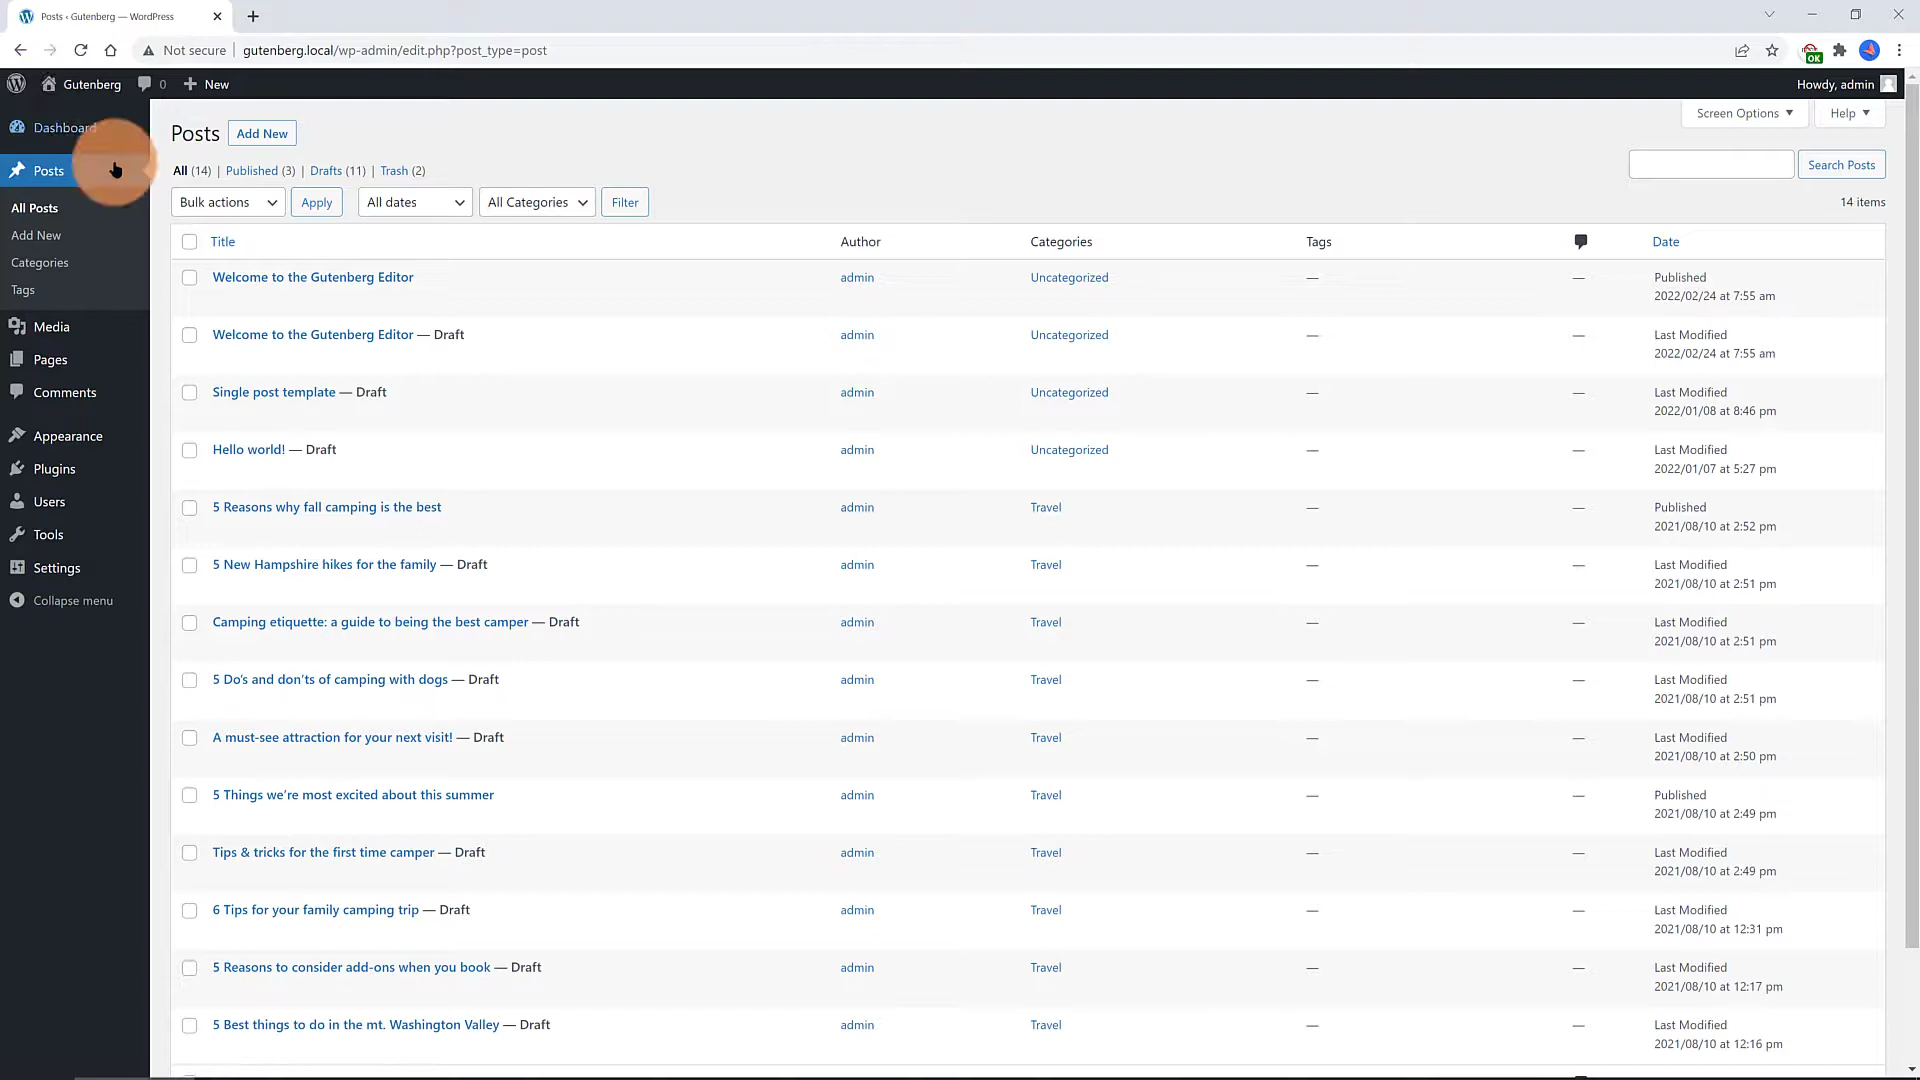 Posts ‹ Gutenberg — WordPress
Not secure | gutenberg.local/wp-admin/edit.php?post_type=post
OK
Gutenberg 0 New Howdy, admin
Dashboard
Posts
All Posts
Add New
Categories
Tags
Media
Pages
Comments
Appearance
Plugins
Users
Tools
Settings
Collapse menu
Screen Options Help
Posts Add New
All (14) | Published (3) | Drafts (11) | Trash (2)
Search Posts
Bulk actions Apply All dates All Categories Filter 14 items
Title Author Categories Tags Date
Welcome to the Gutenberg Editor admin Uncategorized — — Published
2022/02/24 at 7:55 am
Welcome to the Gutenberg Editor — Draft admin Uncategorized — — Last Modified
2022/02/24 at 7:55 am
Single post template — Draft admin Uncategorized — — Last Modified
2022/01/08 at 8:46 pm
Hello world! — Draft admin Uncategorized — — Last Modified
2022/01/07 at 5:27 pm
5 Reasons why fall camping is the best admin Travel — — Published
2021/08/10 at 2:52 pm
5 New Hampshire hikes for the family — Draft admin Travel — — Last Modified
2021/08/10 at 2:51 pm
Camping etiquette: a guide to being the best camper — Draft admin Travel — — Last Modified
2021/08/10 at 2:51 pm
5 Do's and don'ts of camping with dogs — Draft admin Travel — — Last Modified
2021/08/10 at 2:51 pm
A must-see attraction for your next visit! — Draft admin Travel — — Last Modified
2021/08/10 at 2:50 pm
5 Things we're most excited about this summer admin Travel — — Published
2021/08/10 at 2:49 pm
Tips & tricks for the first time camper — Draft admin Travel — — Last Modified
2021/08/10 at 2:49 pm
6 Tips for your family camping trip — Draft admin Travel — — Last Modified
2021/08/10 at 12:31 pm
5 Reasons to consider add-ons when you book — Draft admin Travel — — Last Modified
2021/08/10 at 12:17 pm
5 Best things to do in the mt. Washington Valley — Draft admin Travel — — Last Modified
2021/08/10 at 12:16 pm